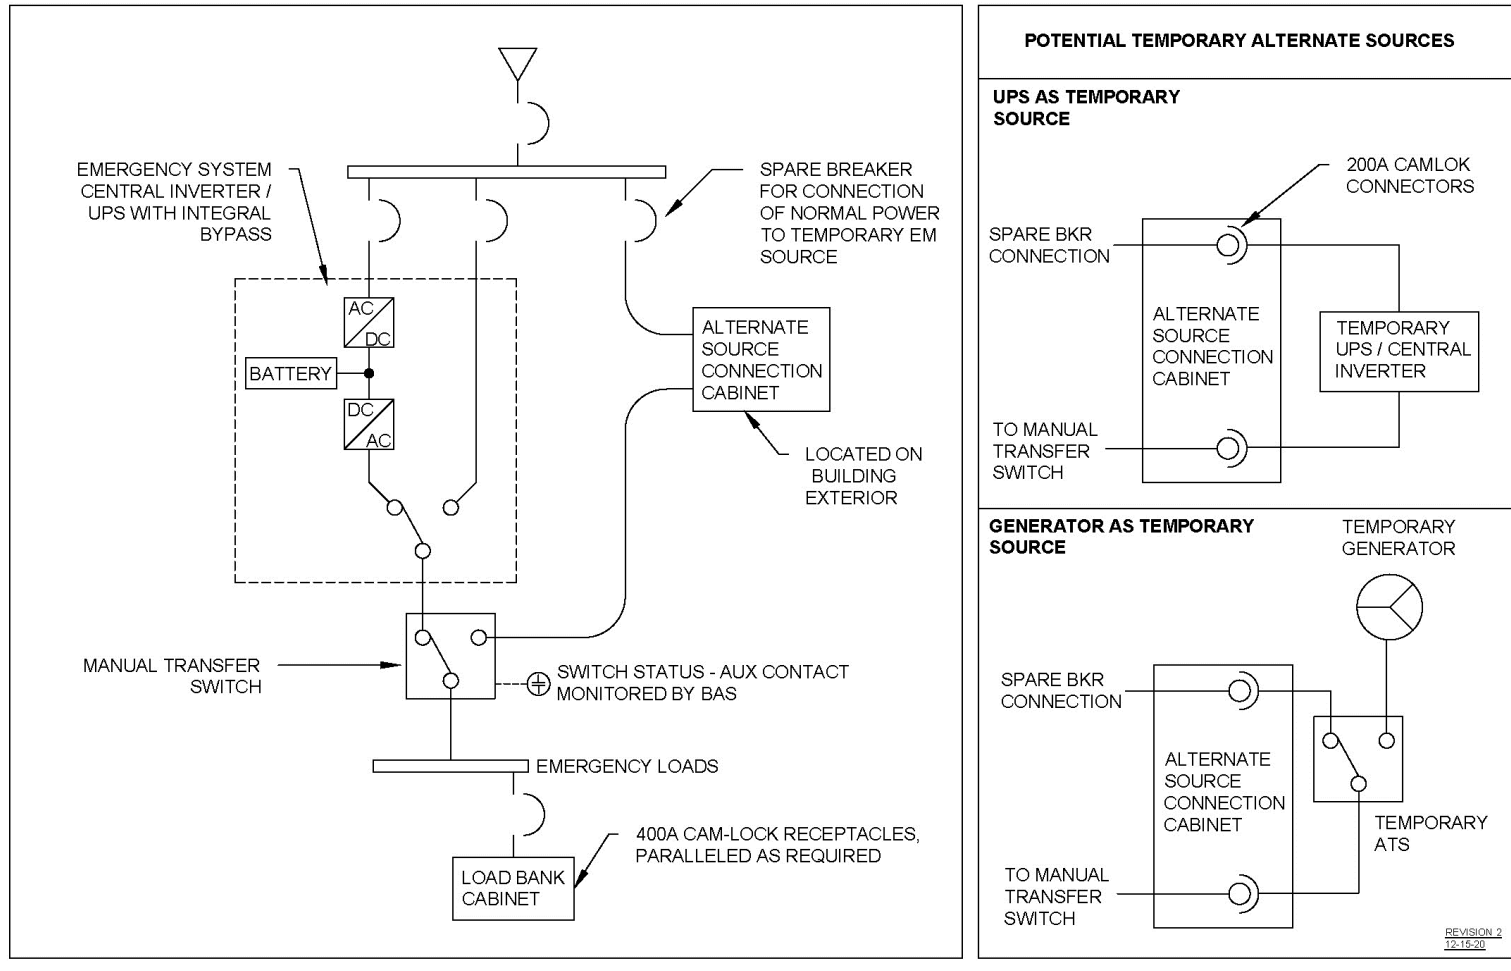 EMERGENCY SYSTEM
CENTRAL INVERTER /
UPS WITH INTEGRAL
BYPASS
SPARE BREAKER
FOR CONNECTION
OF NORMAL POWER
TO TEMPORARY EM
SOURCE
AC
DC
BATTERY
DC
AC
ALTERNATE
SOURCE
CONNECTION
CABINET
LOCATED ON
BUILDING
EXTERIOR
MANUAL TRANSFER
SWITCH
SWITCH STATUS - AUX CONTACT
MONITORED BY BAS
EMERGENCY LOADS
400A CAM-LOCK RECEPTACLES,
PARALLELED AS REQUIRED
LOAD BANK
CABINET
POTENTIAL TEMPORARY ALTERNATE SOURCES
UPS AS TEMPORARY
SOURCE
200A CAMLOK
CONNECTORS
SPARE BKR
CONNECTION
ALTERNATE
SOURCE
CONNECTION
CABINET
TEMPORARY
UPS / CENTRAL
INVERTER
TO MANUAL
TRANSFER
SWITCH
GENERATOR AS TEMPORARY
SOURCE
TEMPORARY
GENERATOR
SPARE BKR
CONNECTION
ALTERNATE
SOURCE
CONNECTION
CABINET
TEMPORARY
ATS
TO MANUAL
TRANSFER
SWITCH
REVISION 2
12-15-20